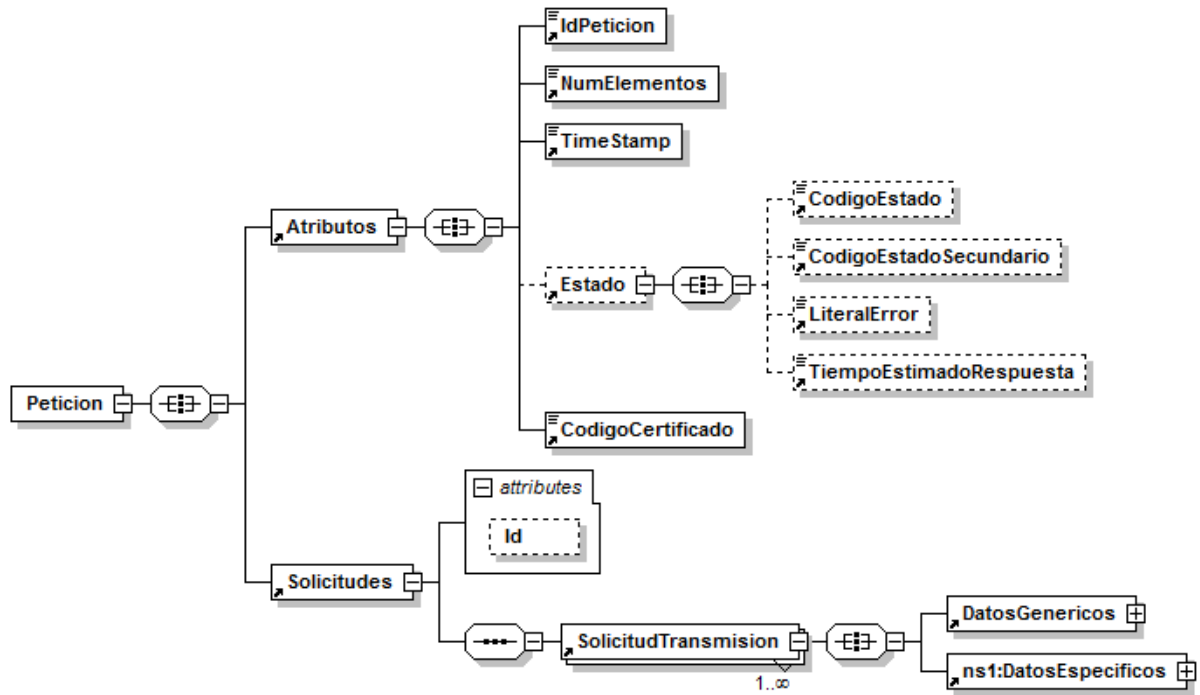 IdPeticion
NumElementos
TimeStamp
CodigoEstado
Atributos
CodigoEstadoSecundario
Estado
LiteralError
TiempoEstimadoRespuesta
Peticion
CodigoCertificado
attributes
Id
Solicitudes
DatosGenericos
SolicitudTransmision
ns1:DatosEspecificos
1..∞